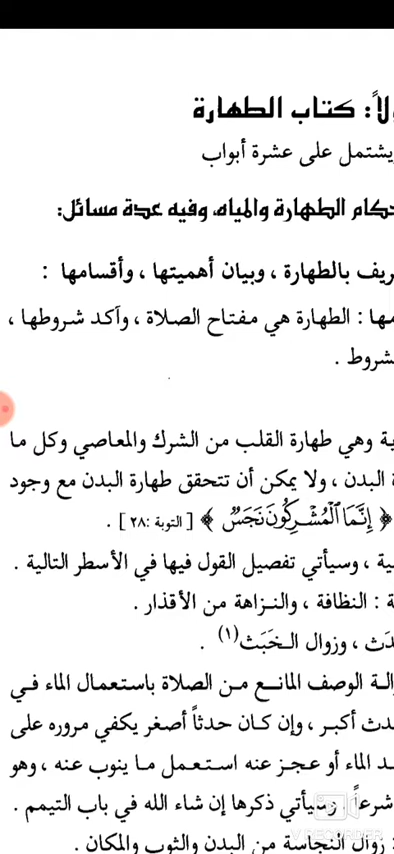 ولاً: كتاب الطهارة
يشتمل على عشرة أبواب
حكام الطهارة والمياه، وفيه عدة مسائل:
ريف بالطهارة ، وبيان أهميتها ، وأقسامها :
مها : الطهارة هي مفتاح الصلاة ، وآكد شروطها ،
شروط .
ية وهي طهارة القلب من الشرك والمعاصي وكل ما
ة البدن ، ولا يمكن أن تتحقق طهارة البدن مع وجود
﴿ إِنَّمَا ٱلْمُشْرِكُونَ نَجَسٌ ﴾ [ التوبة :٢٨ ] .
ية ، وسيأتي تفصيل القول فيها في الأسطر التالية .
ة : النظافة ، والنزاهة من الأقذار .
دَث ، وزوال الخَبَث(١) .
الة الوصف المانع من الصلاة باستعمال الماء في
دث أكبر ، وإن كان حدثاً أصغر يكفي مروره على
د الماء أو عجز عنه استعمل ما ينوب عنه ، وهو
شرعاً وسيأتي ذكرها إن شاء الله في باب التيمم .
: زوال النجاسة من البدن والثوب والمكان .
V RECORDER